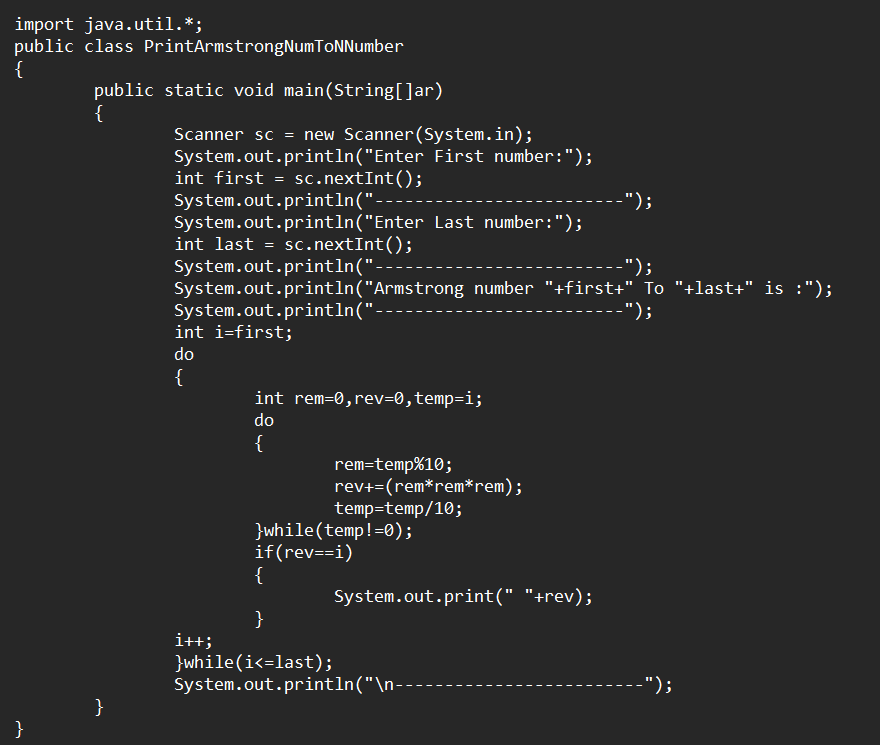 import java.util.*;
public class PrintArmstrongNumToNNumber
{
        public static void main(String[]ar)
        {
                Scanner sc = new Scanner(System.in);
                System.out.println("Enter First number:");
                int first = sc.nextInt();
                System.out.println("-------------------------");
                System.out.println("Enter Last number:");
                int last = sc.nextInt();
                System.out.println("-------------------------");
                System.out.println("Armstrong number "+first+" To "+last+" is :");
                System.out.println("-------------------------");
                int i=first;
                do
                {
                        int rem=0,rev=0,temp=i;
                        do
                        {
                                rem=temp%10;
                                rev+=(rem*rem*rem);
                                temp=temp/10;
                        }while(temp!=0);
                        if(rev==i)
                        {
                                System.out.print(" "+rev);
                        }
                i++;
                }while(i<=last);
                System.out.println("\n-------------------------");
        }
}